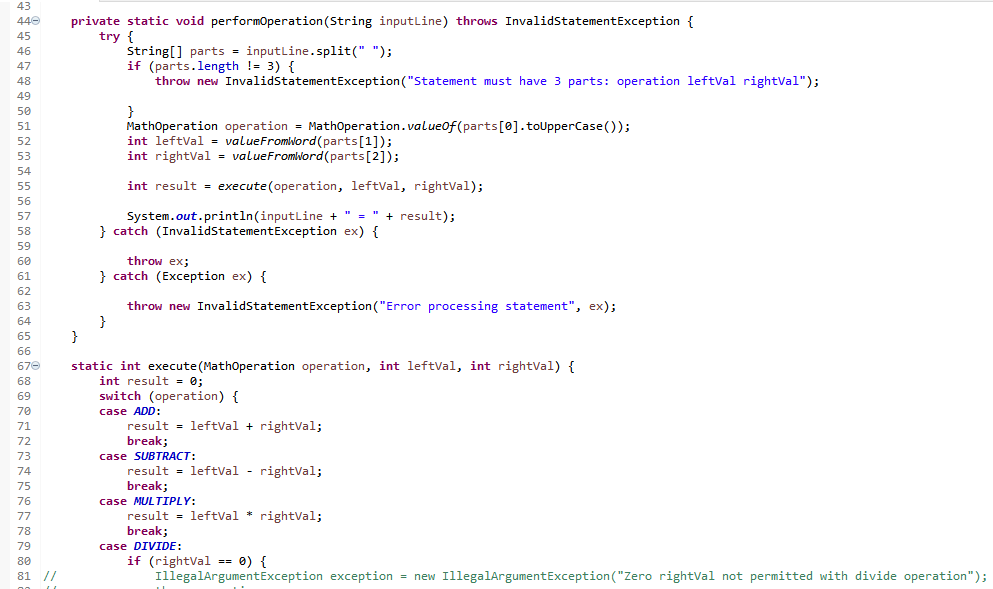 43
44 private static void performOperation(String inputLine) throws InvalidStatementException {
45 try {
46 String[] parts = inputLine.split(" ");
47 if (parts.length != 3) {
48 throw new InvalidStatementException("Statement must have 3 parts: operation leftVal rightVal");
49
50 }
51 MathOperation operation = MathOperation.valueOf(parts[0].toUpperCase());
52 int leftVal = valueFromWord(parts[1]);
53 int rightVal = valueFromWord(parts[2]);
54
55 int result = execute(operation, leftVal, rightVal);
56
57 System.out.println(inputLine + " = " + result);
58 } catch (InvalidStatementException ex) {
59
60 throw ex;
61 } catch (Exception ex) {
62
63 throw new InvalidStatementException("Error processing statement", ex);
64 }
65 }
66
67 static int execute(MathOperation operation, int leftVal, int rightVal) {
68 int result = 0;
69 switch (operation) {
70 case ADD:
71 result = leftVal + rightVal;
72 break;
73 case SUBTRACT:
74 result = leftVal - rightVal;
75 break;
76 case MULTIPLY:
77 result = leftVal * rightVal;
78 break;
79 case DIVIDE:
80 if (rightVal == 0) {
81 // IllegalArgumentException exception = new IllegalArgumentException("Zero rightVal not permitted with divide operation");